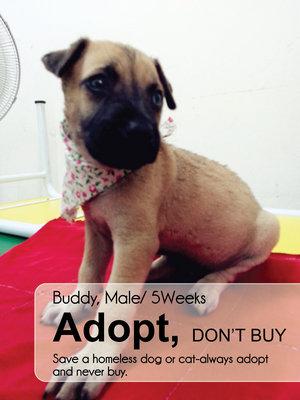 Buddy, Male/ 5Weeks
Adopt, DON'T BUY
Save a homeless dog or cat-always adopt
and never buy.